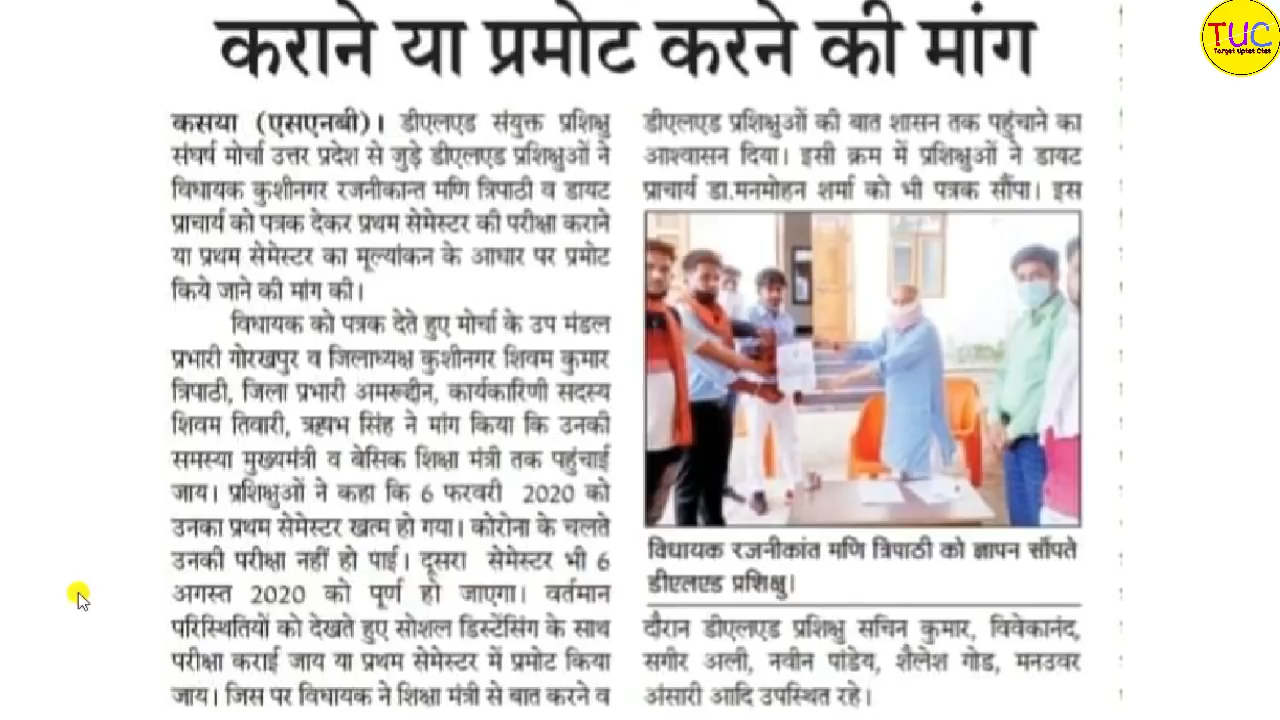 कराने या प्रमोट करने की मांग
TUC
Target Uptet Ctet
कसया (एसएनबी)। डीएलएड संयुक्त प्रशिक्षु
संघर्ष मोर्चा उत्तर प्रदेश से जुड़े डीएलएड प्रशिक्षुओं ने
विधायक कुशीनगर रजनीकान्त मणि त्रिपाठी व डायट
प्राचार्य को पत्रक देकर प्रथम सेमेस्टर की परीक्षा कराने
या प्रथम सेमेस्टर का मूल्यांकन के आधार पर प्रमोट
किये जाने की मांग की।
विधायक को पत्रक देते हुए मोर्चा के उप मंडल
प्रभारी गोरखपुर व जिलाध्यक्ष कुशीनगर शिवम कुमार
त्रिपाठी, जिला प्रभारी अमरूद्दीन, कार्यकारिणी सदस्य
शिवम तिवारी, ऋषभ सिंह ने मांग किया कि उनकी
समस्या मुख्यमंत्री व बेसिक शिक्षा मंत्री तक पहुंचाई
जाय। प्रशिक्षुओं ने कहा कि 6 फरवरी 2020 को
उनका प्रथम सेमेस्टर खत्म हो गया। कोरोना के चलते
उनकी परीक्षा नहीं हो पाई। दूसरा सेमेस्टर भी 6
अगस्त 2020 को पूर्ण हो जाएगा। वर्तमान
परिस्थितियों को देखते हुए सोशल डिस्टेंसिंग के साथ
परीक्षा कराई जाय या प्रथम सेमेस्टर में प्रमोट किया
जाय। जिस पर विधायक ने शिक्षा मंत्री से बात करने व
डीएलएड प्रशिक्षुओं की बात शासन तक पहुंचाने का
आश्वासन दिया। इसी क्रम में प्रशिक्षुओं ने डायट
प्राचार्य डा.मनमोहन शर्मा को भी पत्रक सौंपा। इस
विधायक रजनीकांत मणि त्रिपाठी को ज्ञापन सौंपते
डीएलएड प्रशिक्षु।
दौरान डीएलएड प्रशिक्षु सचिन कुमार, विवेकानंद,
सगीर अली, नवीन पांडेय, शैलेश गोड, मनउवर
अंसारी आदि उपस्थित रहे।